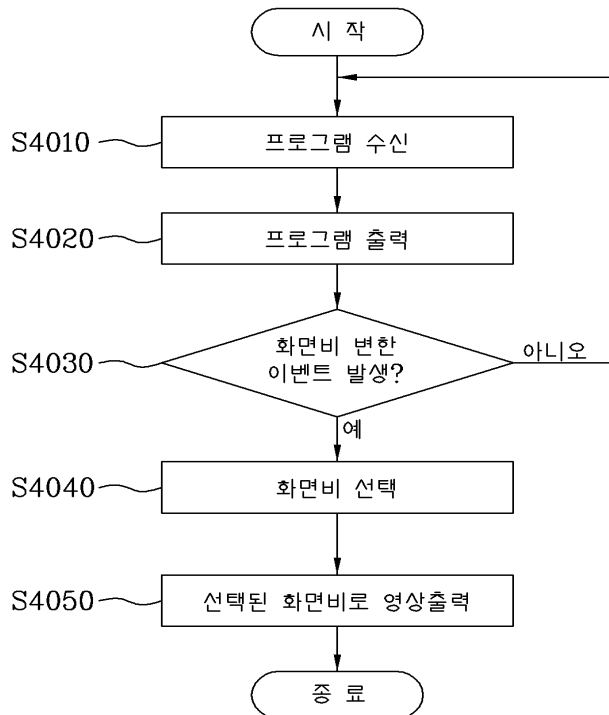 시 작
S4010
프로그램 수신
S4020
프로그램 출력
S4030
화면비 변한
이벤트 발생?
아니오
예
S4040
화면비 선택
S4050
선택된 화면비로 영상출력
종 료